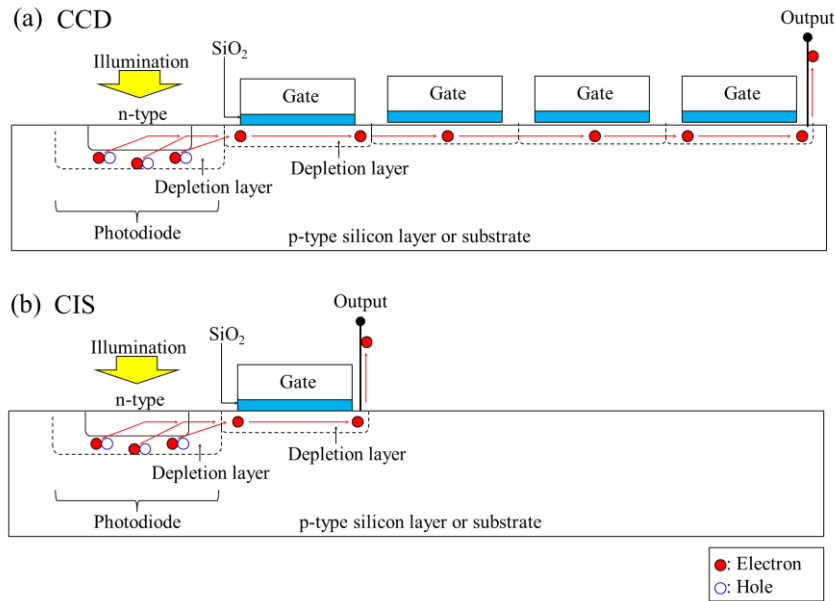 (a) CCD
Output
SiO2
Illumination
Gate
Gate
Gate
Gate
n-type
Depletion layer
Depletion layer
Photodiode
p-type silicon layer or substrate
(b) CIS
Output
SiO2
Illumination
Gate
n-type
Depletion layer
Depletion layer
Photodiode
p-type silicon layer or substrate
: Electron
: Hole